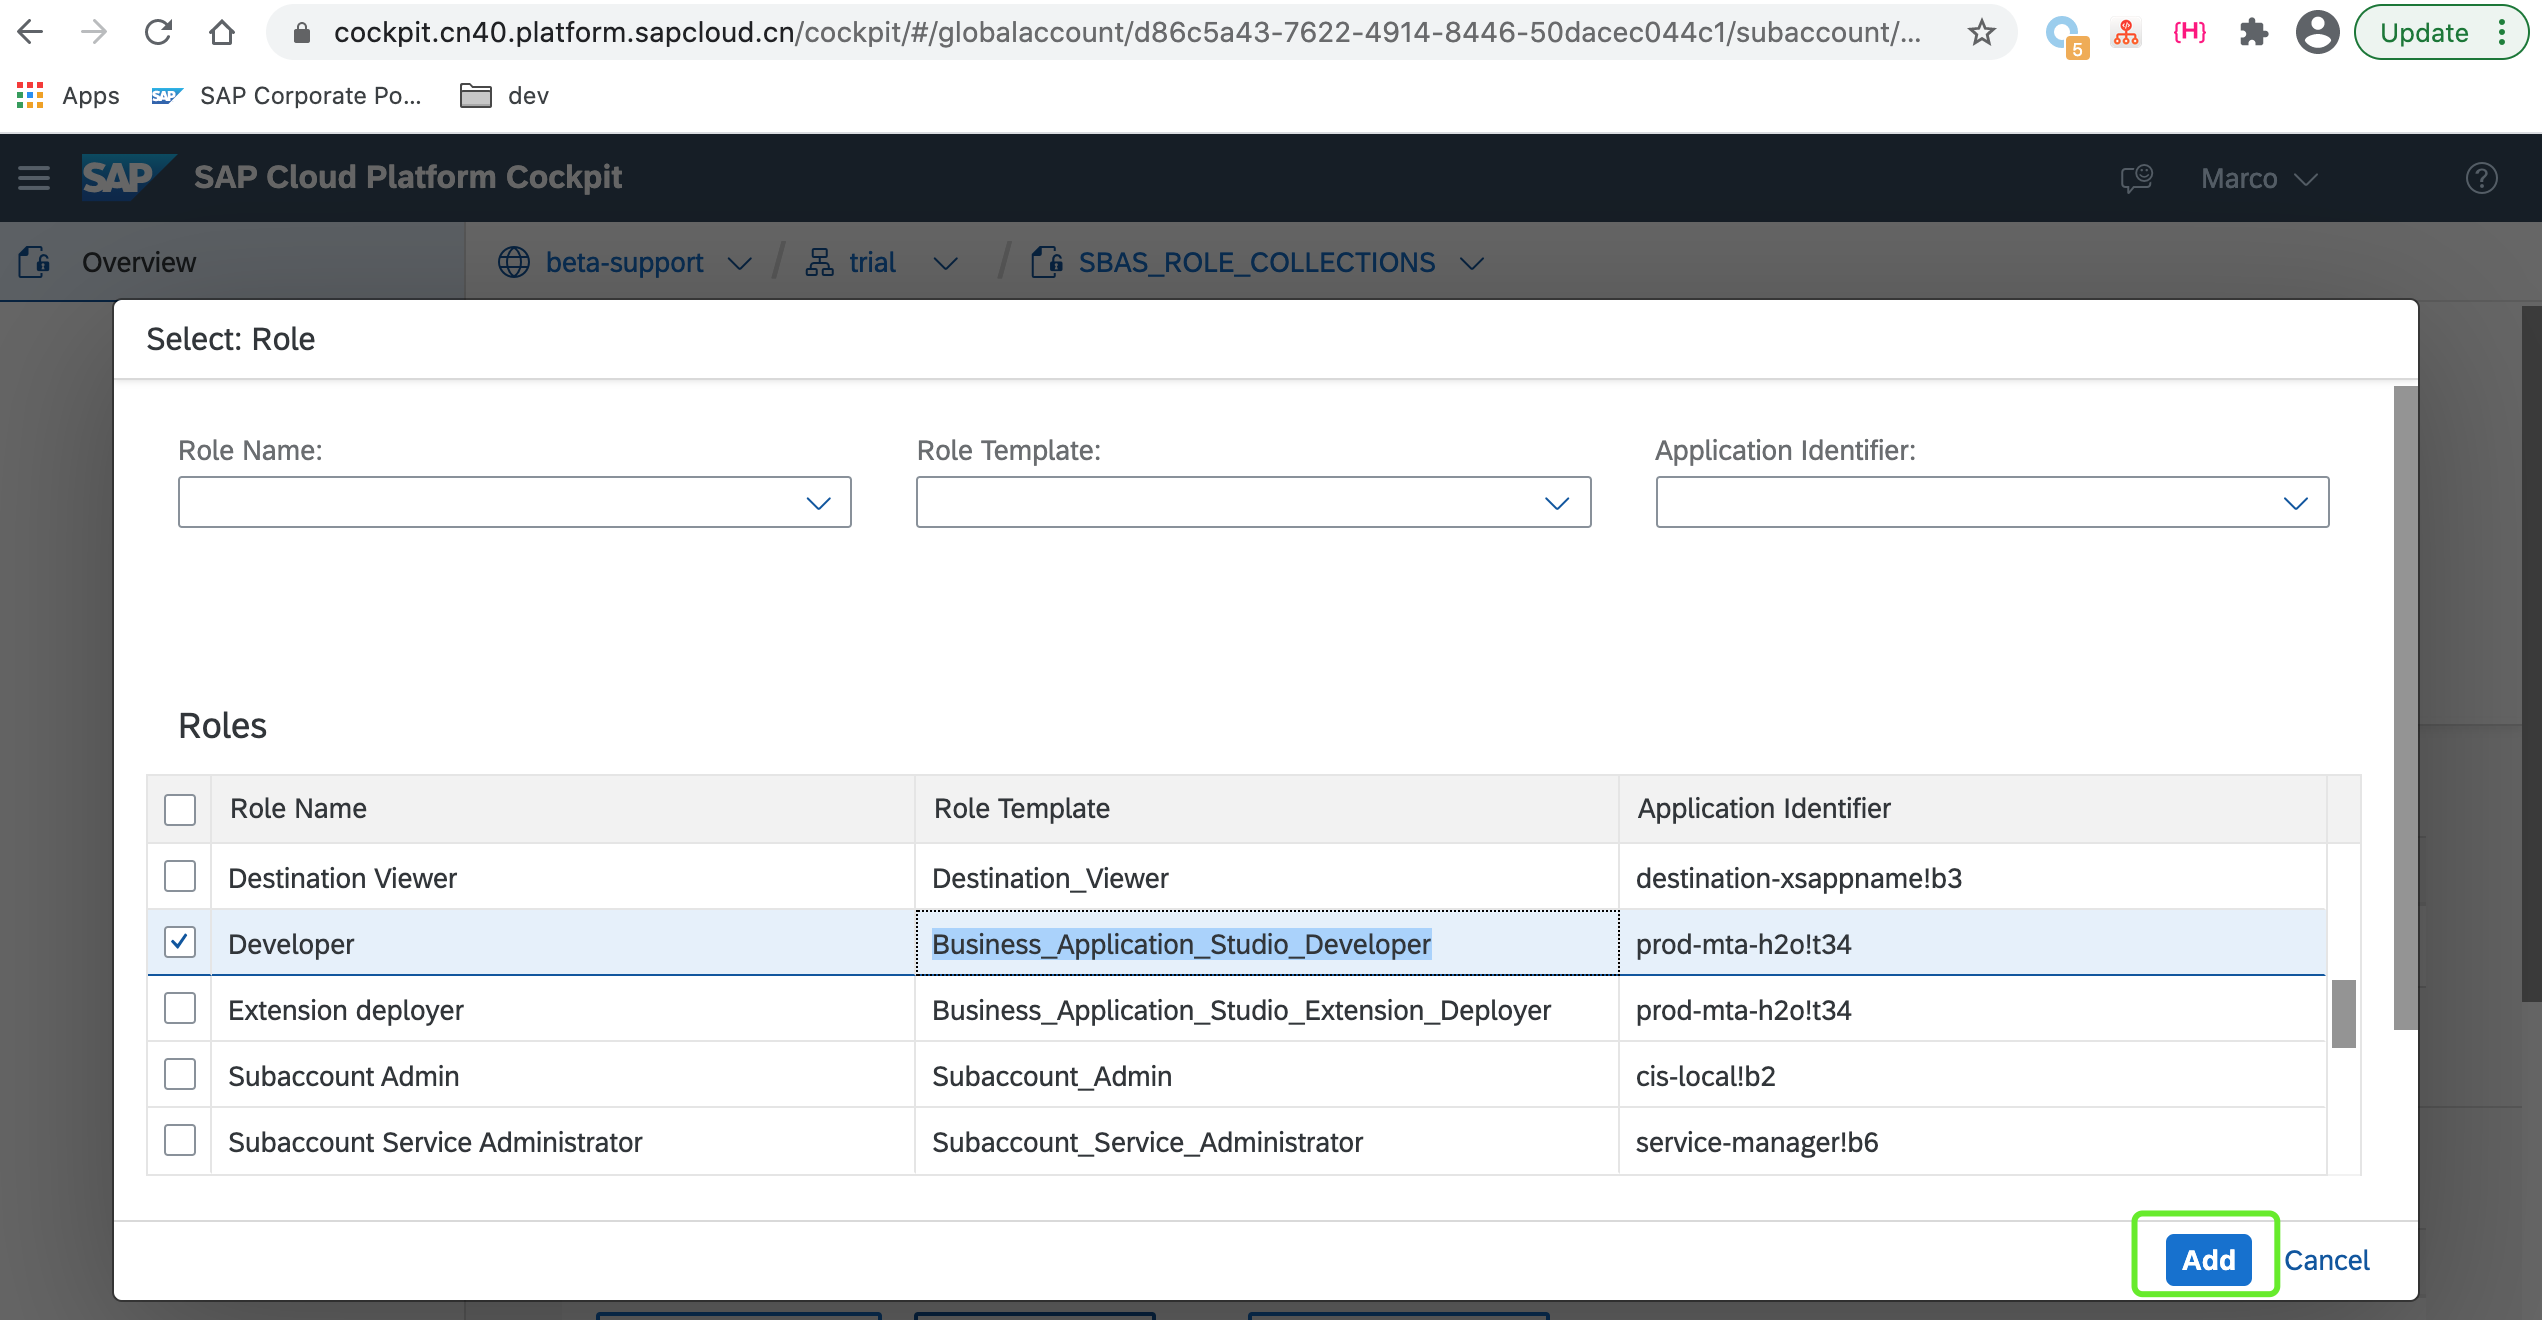 cockpit.cn40.platform.sapcloud.cn/cockpit/#/globalaccount/d86c5a43-7622-4914-8446-50dacec044c1/subaccount/...
5
{H}
Update
Apps
SAP
SAP Corporate Po...
dev
SAP
SAP Cloud Platform Cockpit
Marco
?
Overview
beta-support / trial / SBAS_ROLE_COLLECTIONS
Select: Role
Role Name:
Role Template:
Application Identifier:
Roles
Role Name Role Template Application Identifier
Destination Viewer Destination_Viewer destination-xsappname!b3
Developer Business_Application_Studio_Developer prod-mta-h2o!t34
Extension deployer Business_Application_Studio_Extension_Deployer prod-mta-h2o!t34
Subaccount Admin Subaccount_Admin cis-local!b2
Subaccount Service Administrator Subaccount_Service_Administrator service-manager!b6
Add Cancel